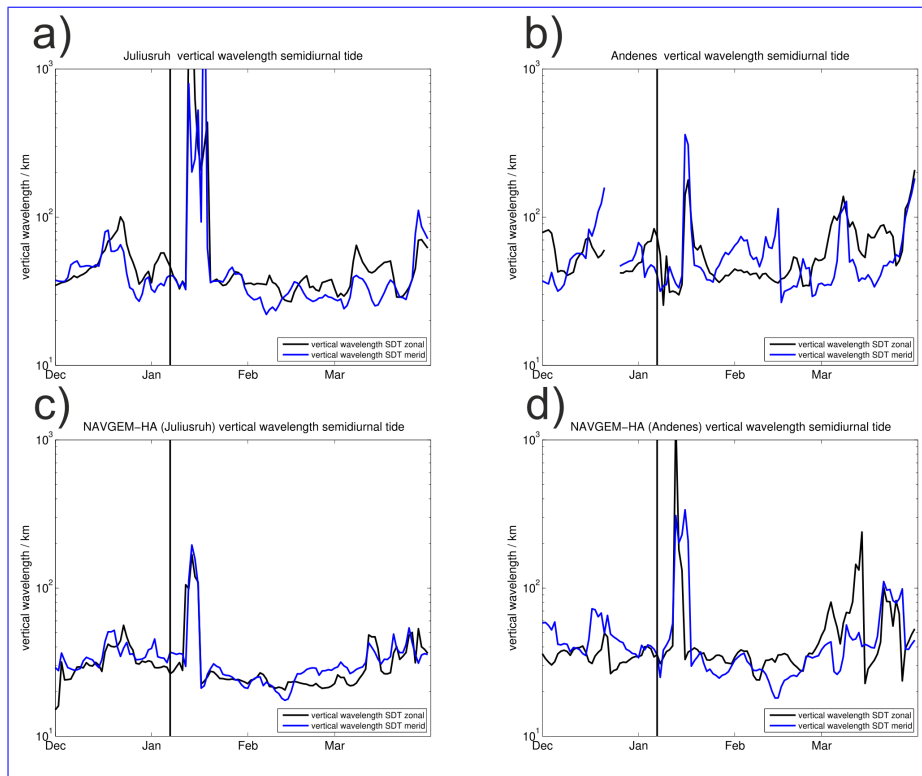 a)
Juliusruh vertical wavelength semidiurnal tide
10^3
10^2
10^1
vertical wavelength / km
Dec Jan Feb Mar
vertical wavelength SDT zonal
vertical wavelength SDT merid
b)
Andenes vertical wavelength semidiurnal tide
10^3
10^2
10^1
vertical wavelength / km
Dec Jan Feb Mar
vertical wavelength SDT zonal
vertical wavelength SDT merid
c)
NAVGEM−HA (Juliusruh) vertical wavelength semidiurnal tide
10^3
10^2
10^1
vertical wavelength / km
Dec Jan Feb Mar
vertical wavelength SDT zonal
vertical wavelength SDT merid
d)
NAVGEM−HA (Andenes) vertical wavelength semidiurnal tide
10^3
10^2
10^1
vertical wavelength / km
Dec Jan Feb Mar
vertical wavelength SDT zonal
vertical wavelength SDT merid